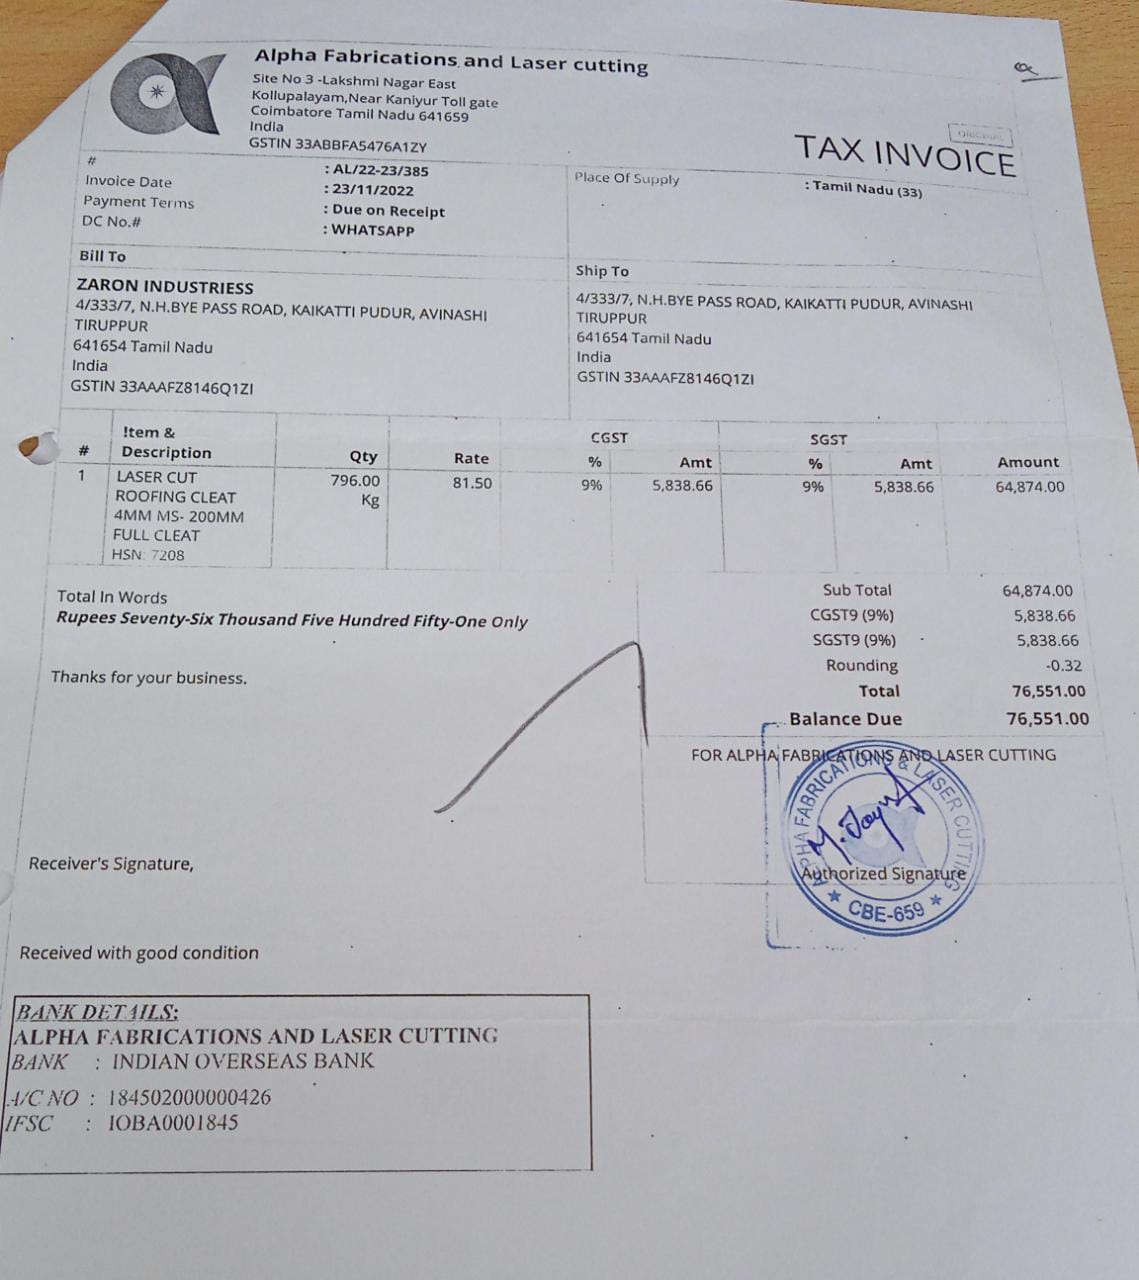 Alpha Fabrications and Laser cutting
Site No 3 -Lakshmi Nagar East
Kollupalayam,Near Kaniyur Toll gate
Coimbatore Tamil Nadu 641659
India
GSTIN 33ABBFA5476A1ZY
ORIGINAL
TAX INVOICE
# : AL/22-23/385
Invoice Date : 23/11/2022
Payment Terms : Due on Receipt
DC No.# : WHATSAPP
Place Of Supply : Tamil Nadu (33)
Bill To
ZARON INDUSTRIESS
4/333/7, N.H.BYE PASS ROAD, KAIKATTI PUDUR, AVINASHI
TIRUPPUR
641654 Tamil Nadu
India
GSTIN 33AAAFZ8146Q1ZI
Ship To
4/333/7, N.H.BYE PASS ROAD, KAIKATTI PUDUR, AVINASHI
TIRUPPUR
641654 Tamil Nadu
India
GSTIN 33AAAFZ8146Q1ZI
CGST SGST
# Item & Description Qty Rate % Amt % Amt Amount
1 LASER CUT 796.00 81.50 9% 5,838.66 9% 5,838.66 64,874.00
ROOFING CLEAT Kg
4MM MS- 200MM
FULL CLEAT
HSN: 7208
Total In Words
Rupees Seventy-Six Thousand Five Hundred Fifty-One Only
Thanks for your business.
Sub Total 64,874.00
CGST9 (9%) 5,838.66
SGST9 (9%) 5,838.66
Rounding -0.32
Total 76,551.00
Balance Due 76,551.00
FOR ALPHA FABRICATIONS AND LASER CUTTING
ALPHA FABRICATIONS & LASER CUTTING
Authorized Signature
★ CBE-659 ★
Receiver's Signature,
Received with good condition
BANK DETAILS:
ALPHA FABRICATIONS AND LASER CUTTING
BANK : INDIAN OVERSEAS BANK
A/C NO : 184502000000426
IFSC : IOBA0001845